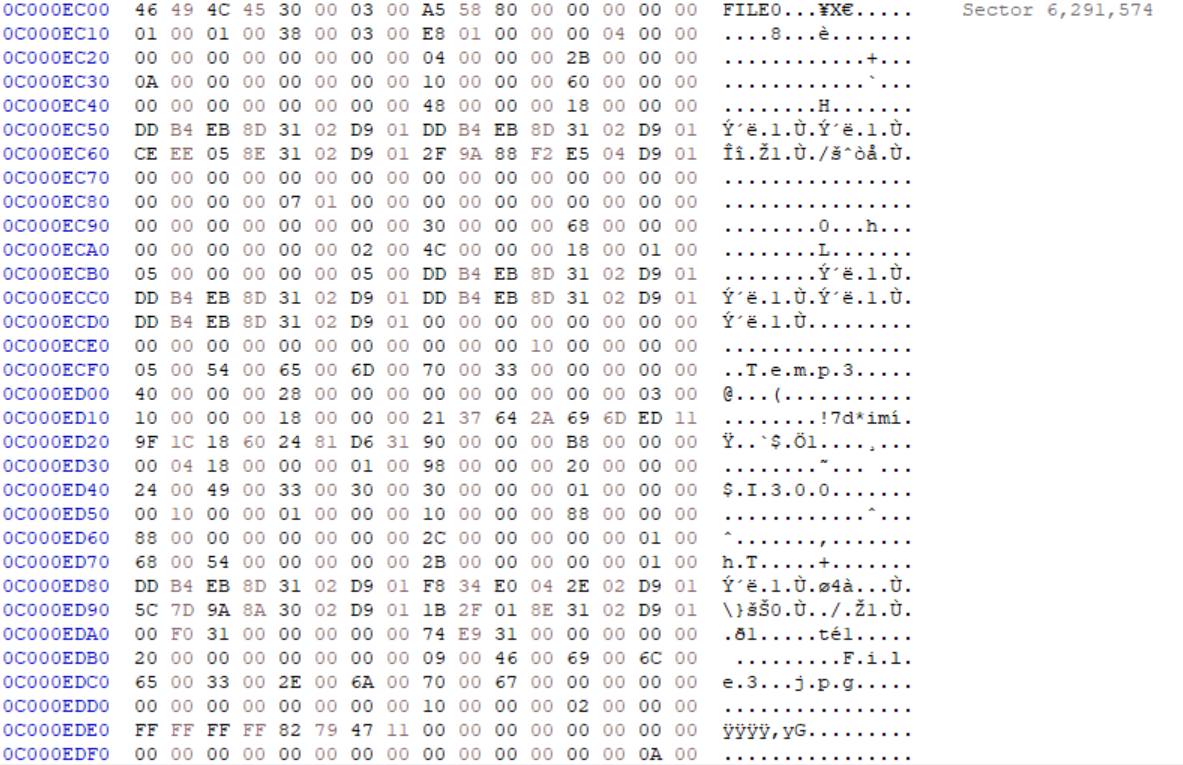 0C000EC00 46 49 4C 45 30 00 03 00 A5 58 80 00 00 00 00 00 FILE0...¥X€..... Sector 6,291,574
0C000EC10 01 00 01 00 38 00 03 00 E8 01 00 00 00 04 00 00 ....8...è.......
0C000EC20 00 00 00 00 00 00 00 00 04 00 00 00 2B 00 00 00 ............+...
0C000EC30 0A 00 00 00 00 00 00 00 10 00 00 00 60 00 00 00 ............`...
0C000EC40 00 00 00 00 00 00 00 00 48 00 00 00 18 00 00 00 ........H.......
0C000EC50 DD B4 EB 8D 31 02 D9 01 DD B4 EB 8D 31 02 D9 01 Ý´ë.1.Ù.Ý´ë.1.Ù.
0C000EC60 CE EE 05 8E 31 02 D9 01 2F 9A 88 F2 E5 04 D9 01 Îî.Ž1.Ù./šˆòå.Ù.
0C000EC70 00 00 00 00 00 00 00 00 00 00 00 00 00 00 00 00 ................
0C000EC80 00 00 00 00 07 01 00 00 00 00 00 00 00 00 00 00 ................
0C000EC90 00 00 00 00 00 00 00 00 30 00 00 00 68 00 00 00 ........0...h...
0C000ECA0 00 00 00 00 00 00 02 00 4C 00 00 00 18 00 01 00 ........L.......
0C000ECB0 05 00 00 00 00 00 05 00 DD B4 EB 8D 31 02 D9 01 ........Ý´ë.1.Ù.
0C000ECC0 DD B4 EB 8D 31 02 D9 01 DD B4 EB 8D 31 02 D9 01 Ý´ë.1.Ù.Ý´ë.1.Ù.
0C000ECD0 DD B4 EB 8D 31 02 D9 01 00 00 00 00 00 00 00 00 Ý´ë.1.Ù.........
0C000ECE0 00 00 00 00 00 00 00 00 00 00 00 10 00 00 00 00 ................
0C000ECF0 05 00 54 00 65 00 6D 00 70 00 33 00 00 00 00 00 ..T.e.m.p.3.....
0C000ED00 40 00 00 00 28 00 00 00 00 00 00 00 00 00 03 00 @...(...........
0C000ED10 10 00 00 00 18 00 00 00 21 37 64 2A 69 6D ED 11 ........!7d*imí.
0C000ED20 9F 1C 18 60 24 81 D6 31 90 00 00 00 B8 00 00 00 Ÿ..`$.Ö1....¸...
0C000ED30 00 04 18 00 00 00 01 00 98 00 00 00 20 00 00 00 ........˜... ...
0C000ED40 24 00 49 00 33 00 30 00 30 00 00 00 01 00 00 00 $.I.3.0.0.......
0C000ED50 00 10 00 00 01 00 00 00 10 00 00 00 88 00 00 00 ............ˆ...
0C000ED60 88 00 00 00 00 00 00 00 2C 00 00 00 00 00 01 00 ˆ.......,.......
0C000ED70 68 00 54 00 00 00 00 00 2B 00 00 00 00 00 01 00 h.T.....+.......
0C000ED80 DD B4 EB 8D 31 02 D9 01 F8 34 E0 04 2E 02 D9 01 Ý´ë.1.Ù.ø4à...Ù.
0C000ED90 5C 7D 9A 8A 30 02 D9 01 1B 2F 01 8E 31 02 D9 01 \}šŠ0.Ù../.Ž1.Ù.
0C000EDA0 00 F0 31 00 00 00 00 00 74 E9 31 00 00 00 00 00 .ð1.....té1.....
0C000EDB0 20 00 00 00 00 00 00 00 09 00 46 00 69 00 6C 00  .........F.i.l.
0C000EDC0 65 00 33 00 2E 00 6A 00 70 00 67 00 00 00 00 00 e.3...j.p.g.....
0C000EDD0 00 00 00 00 00 00 00 00 10 00 00 00 02 00 00 00 ................
0C000EDE0 FF FF FF FF 82 79 47 11 00 00 00 00 00 00 00 00 ÿÿÿÿ‚yG.........
0C000EDF0 00 00 00 00 00 00 00 00 00 00 00 00 00 00 0A 00 ................